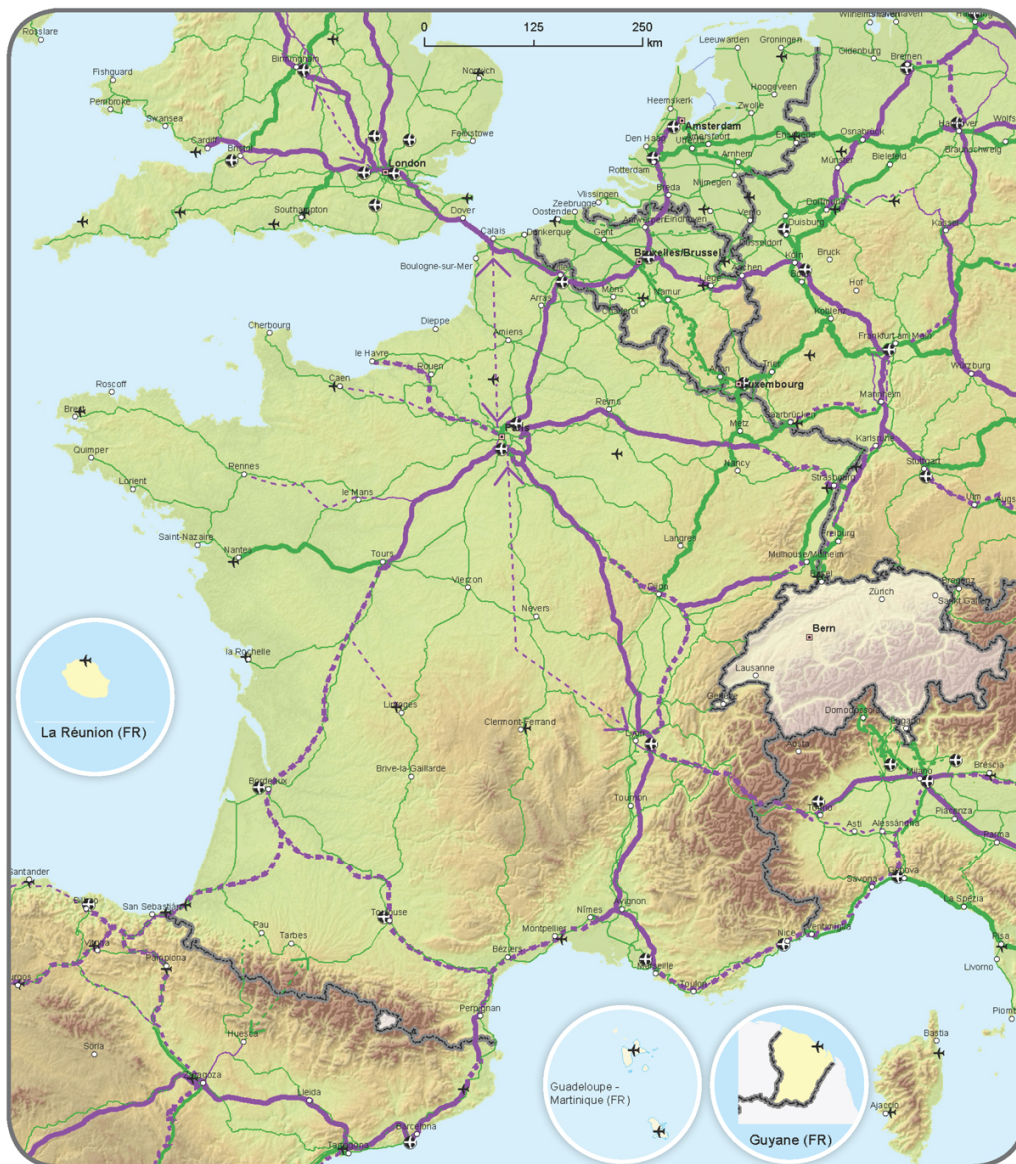 Rosslare
0 125 250
km
Leeuwarden
Groningen
Bremen
Birmingham
Norwich
Fishguard
Pembroke
Swansea
Cardiff
Bristol
Felixstowe
Hoogeveen
Heemskerk
Zwolle
Amsterdam
Den Haag
Amersfoort
Utrecht
Osnabrück
Hannover
Braunschweig
London
Rotterdam
Arnhem
Münster
Bielefeld
Nijmegen
Southampton
Dover
Vlissingen
Zeebrugge
Oostende
Breda
Venlo
Dortmund
Duisburg
Kassel
Calais
Dunkerque
Gent
Antwerpen
Eindhoven
Düsseldorf
Boulogne-sur-Mer
Bruxelles/Brussel
Köln
Bruck
Aachen
Liège
Mons
Namur
Charleroi
Hof
Arras
Koblenz
Cherbourg
Dieppe
Amiens
Frankfurt am Main
le Havre
Rouen
Arlon
Trier
Würzburg
Caen
Luxembourg
Mannheim
Roscoff
Brest
Reims
Saarbrücken
Paris
Metz
Karlsruhe
Quimper
Rennes
Nancy
Stuttgart
Lorient
le Mans
Strasbourg
Ulm
Saint-Nazaire
Nantes
Tours
Langres
Freiburg
Mulhouse/Mülheim
Basel
Vierzon
Dijon
Zürich
Bregenz
Sankt Gallen
Nevers
Bern
la Rochelle
Lausanne
Genève
Limoges
Clermont-Ferrand
Domodossola
Lugano
La Réunion (FR)
Lyon
Aosta
Bordeaux
Brive-la-Gaillarde
Milano
Brescia
Tournon
Torino
Asti
Alessandria
Piacenza
Parma
Santander
Bilbao
San Sebastián
Toulouse
Avignon
Nîmes
Savona
Genova
La Spezia
Pau
Tarbes
Montpellier
Béziers
Nice
Ventimiglia
Pisa
Vitoria
Pamplona
Marseille
Toulon
Livorno
Perpignan
Piomb
Huesca
Soria
Bastia
Zaragoza
Lleida
Guadeloupe -
Martinique (FR)
Ajaccio
Barcelona
Tarragona
Guyane (FR)